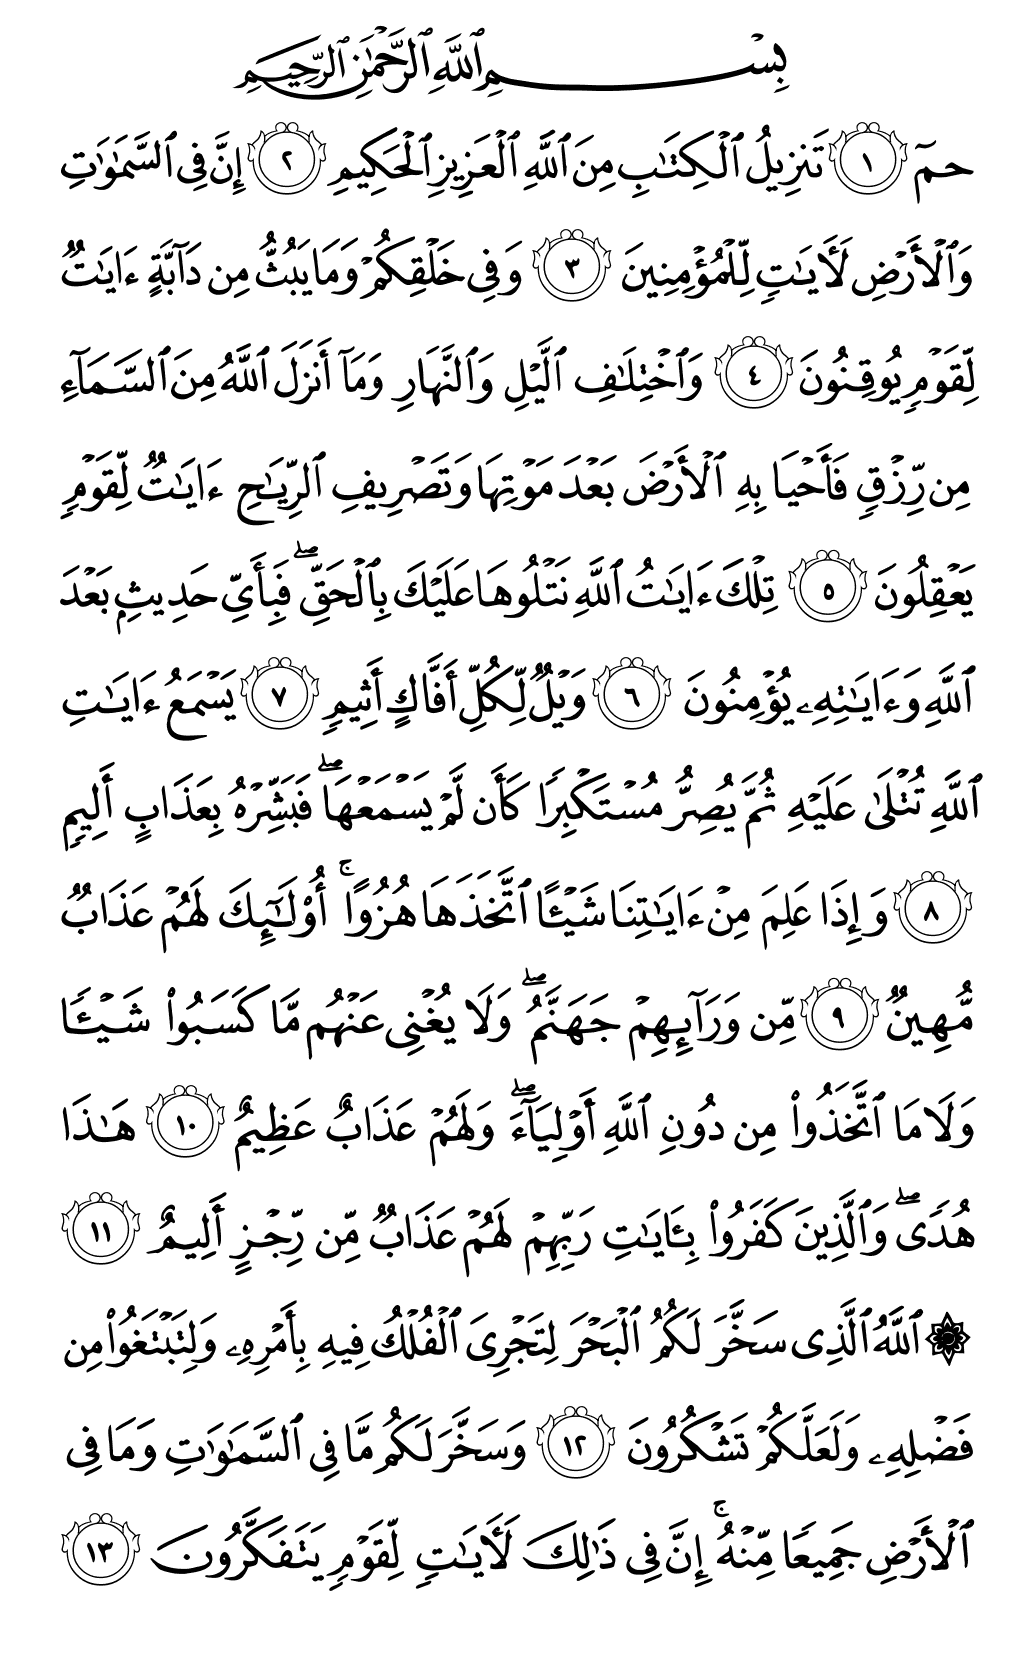 بِسۡمِ ٱللَّهِ ٱلرَّحۡمَٰنِ ٱلرَّحِيمِ
حمٓ ١ تَنزِيلُ ٱلۡكِتَٰبِ مِنَ ٱللَّهِ ٱلۡعَزِيزِ ٱلۡحَكِيمِ ٢ إِنَّ فِي ٱلسَّمَٰوَٰتِ
وَٱلۡأَرۡضِ لَأٓيَٰتٖ لِّلۡمُؤۡمِنِينَ ٣ وَفِي خَلۡقِكُمۡ وَمَا يَبُثُّ مِن دَآبَّةٍ ءَايَٰتٞ
لِّقَوۡمٖ يُوقِنُونَ ٤ وَٱخۡتِلَٰفِ ٱلَّيۡلِ وَٱلنَّهَارِ وَمَآ أَنزَلَ ٱللَّهُ مِنَ ٱلسَّمَآءِ
مِن رِّزۡقٖ فَأَحۡيَا بِهِ ٱلۡأَرۡضَ بَعۡدَ مَوۡتِهَا وَتَصۡرِيفِ ٱلرِّيَٰحِ ءَايَٰتٞ لِّقَوۡمٖ
يَعۡقِلُونَ ٥ تِلۡكَ ءَايَٰتُ ٱللَّهِ نَتۡلُوهَا عَلَيۡكَ بِٱلۡحَقِّۖ فَبِأَيِّ حَدِيثِۭ بَعۡدَ
ٱللَّهِ وَءَايَٰتِهِۦ يُؤۡمِنُونَ ٦ وَيۡلٞ لِّكُلِّ أَفَّاكٍ أَثِيمٖ ٧ يَسۡمَعُ ءَايَٰتِ
ٱللَّهِ تُتۡلَىٰ عَلَيۡهِ ثُمَّ يُصِرُّ مُسۡتَكۡبِرٗا كَأَن لَّمۡ يَسۡمَعۡهَاۖ فَبَشِّرۡهُ بِعَذَابٍ أَلِيمٖ
٨ وَإِذَا عَلِمَ مِنۡ ءَايَٰتِنَا شَيۡـًٔا ٱتَّخَذَهَا هُزُوًاۚ أُوْلَٰٓئِكَ لَهُمۡ عَذَابٞ
مُّهِينٞ ٩ مِّن وَرَآئِهِمۡ جَهَنَّمُۖ وَلَا يُغۡنِي عَنۡهُم مَّا كَسَبُواْ شَيۡـٔٗا
وَلَا مَا ٱتَّخَذُواْ مِن دُونِ ٱللَّهِ أَوۡلِيَآءَۖ وَلَهُمۡ عَذَابٌ عَظِيمٌ ١٠ هَٰذَا
هُدٗىۖ وَٱلَّذِينَ كَفَرُواْ بِـَٔايَٰتِ رَبِّهِمۡ لَهُمۡ عَذَابٞ مِّن رِّجۡزٍ أَلِيمٌ ١١
۞ ٱللَّهُ ٱلَّذِي سَخَّرَ لَكُمُ ٱلۡبَحۡرَ لِتَجۡرِيَ ٱلۡفُلۡكُ فِيهِ بِأَمۡرِهِۦ وَلِتَبۡتَغُواْ مِن
فَضۡلِهِۦ وَلَعَلَّكُمۡ تَشۡكُرُونَ ١٢ وَسَخَّرَ لَكُم مَّا فِي ٱلسَّمَٰوَٰتِ وَمَا فِي
ٱلۡأَرۡضِ جَمِيعٗا مِّنۡهُۚ إِنَّ فِي ذَٰلِكَ لَأٓيَٰتٖ لِّقَوۡمٖ يَتَفَكَّرُونَ ١٣